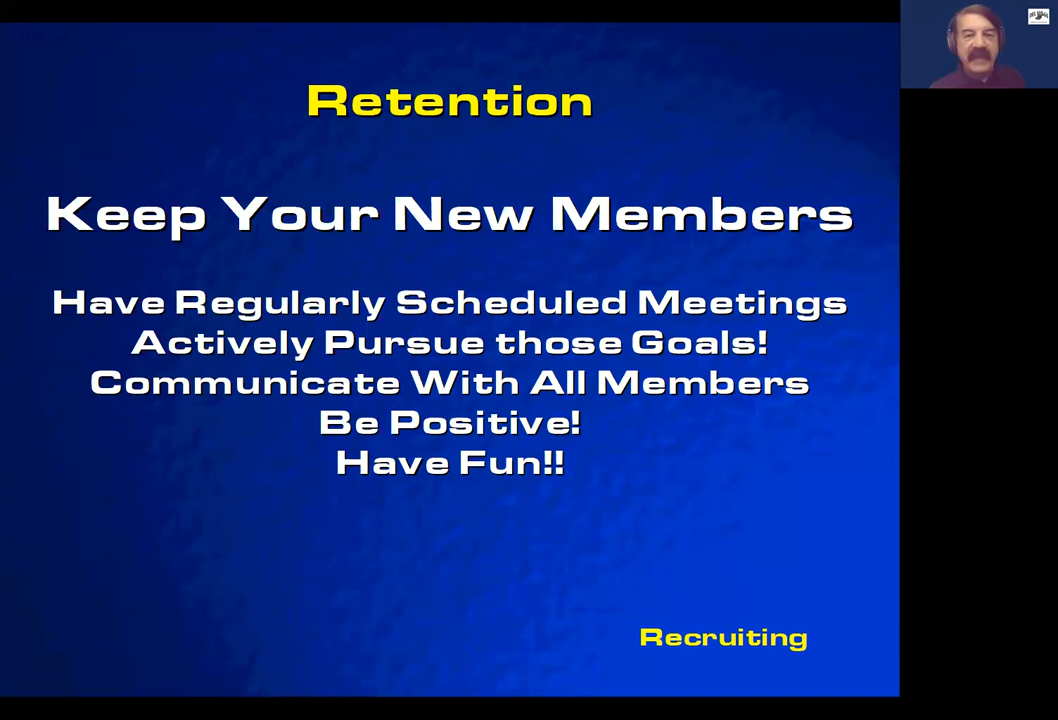 Retention
Keep Your New Members
Have Regularly Scheduled Meetings
Actively Pursue those Goals!
Communicate With All Members
Be Positive!
Have Fun!!
Recruiting